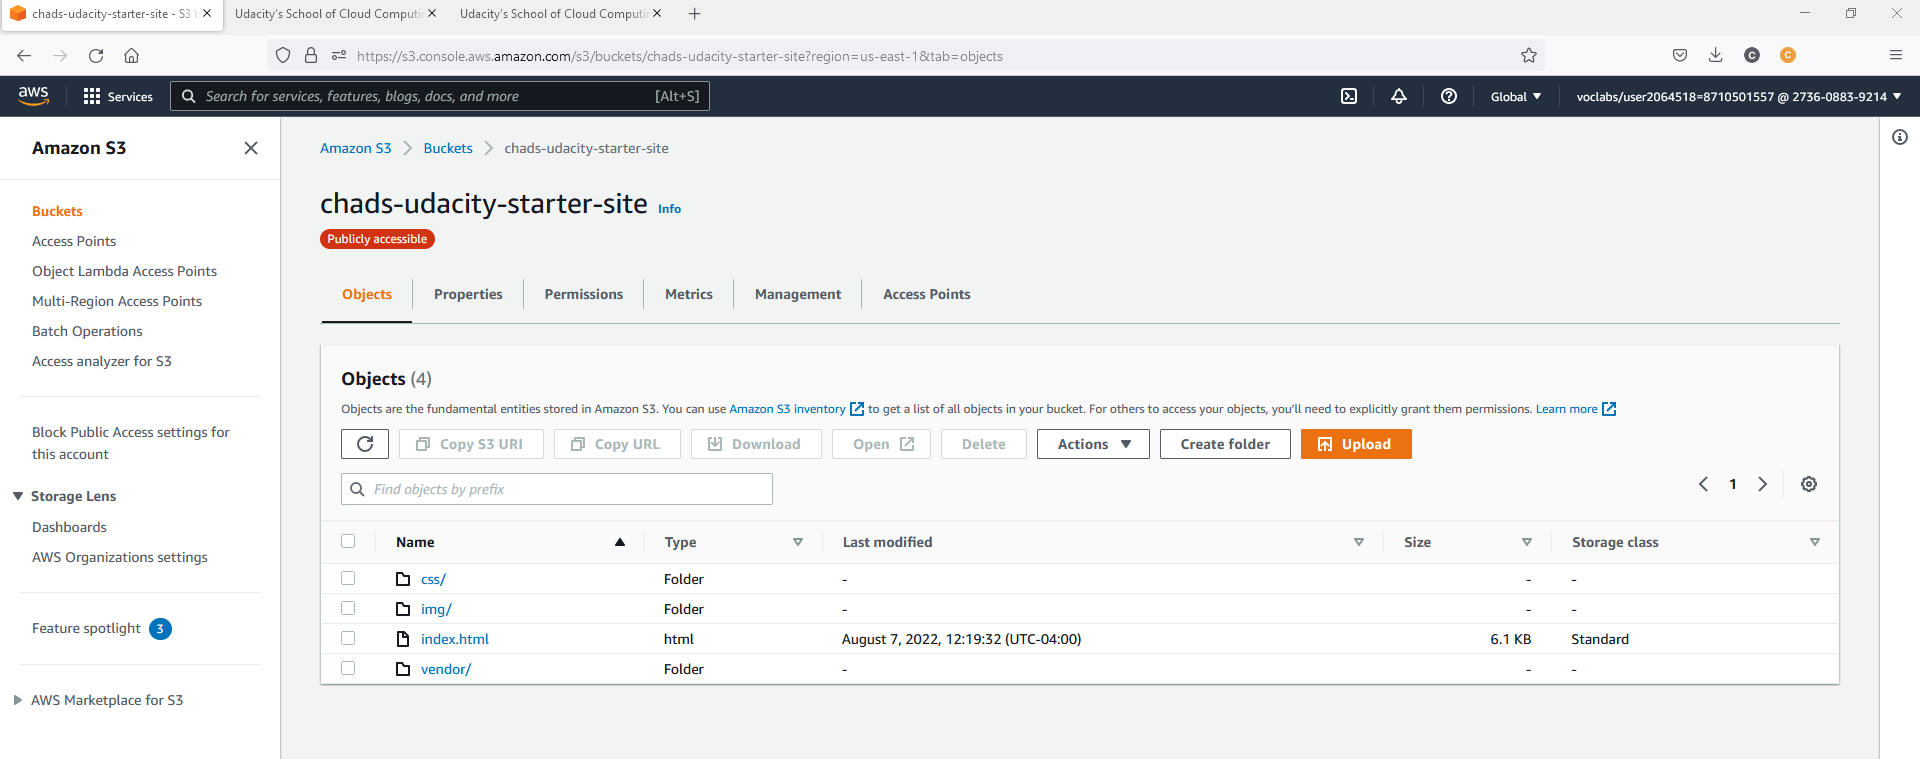 chads-udacity-starter-site - S3 b
Udacity's School of Cloud Computin
Udacity's School of Cloud Computin
https://s3.console.aws.amazon.com/s3/buckets/chads-udacity-starter-site?region=us-east-1&tab=objects
C
C
aws
Services
Search for services, features, blogs, docs, and more
[Alt+S]
Global
voclabs/user2064518=8710501557 @ 2736-0883-9214
Amazon S3
Buckets
Access Points
Object Lambda Access Points
Multi-Region Access Points
Batch Operations
Access analyzer for S3
Block Public Access settings for
this account
Storage Lens
Dashboards
AWS Organizations settings
Feature spotlight 3
AWS Marketplace for S3
Amazon S3 > Buckets > chads-udacity-starter-site
chads-udacity-starter-site Info
Publicly accessible
Objects
Properties
Permissions
Metrics
Management
Access Points
Objects (4)
Objects are the fundamental entities stored in Amazon S3. You can use Amazon S3 inventory to get a list of all objects in your bucket. For others to access your objects, you'll need to explicitly grant them permissions. Learn more
Copy S3 URI
Copy URL
Download
Open
Delete
Actions
Create folder
Upload
Find objects by prefix
1
Name Type Last modified Size Storage class
css/ Folder - - -
img/ Folder - - -
index.html html August 7, 2022, 12:19:32 (UTC-04:00) 6.1 KB Standard
vendor/ Folder - - -